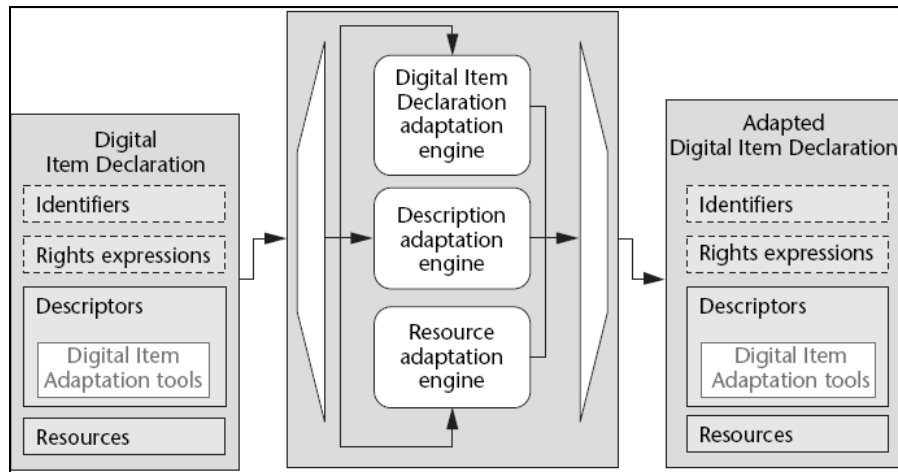 Digital
Item Declaration
Identifiers
Rights expressions
Descriptors
Digital Item
Adaptation tools
Resources
Digital Item
Declaration
adaptation
engine
Description
adaptation
engine
Resource
adaptation
engine
Adapted
Digital Item Declaration
Identifiers
Rights expressions
Descriptors
Digital Item
Adaptation tools
Resources